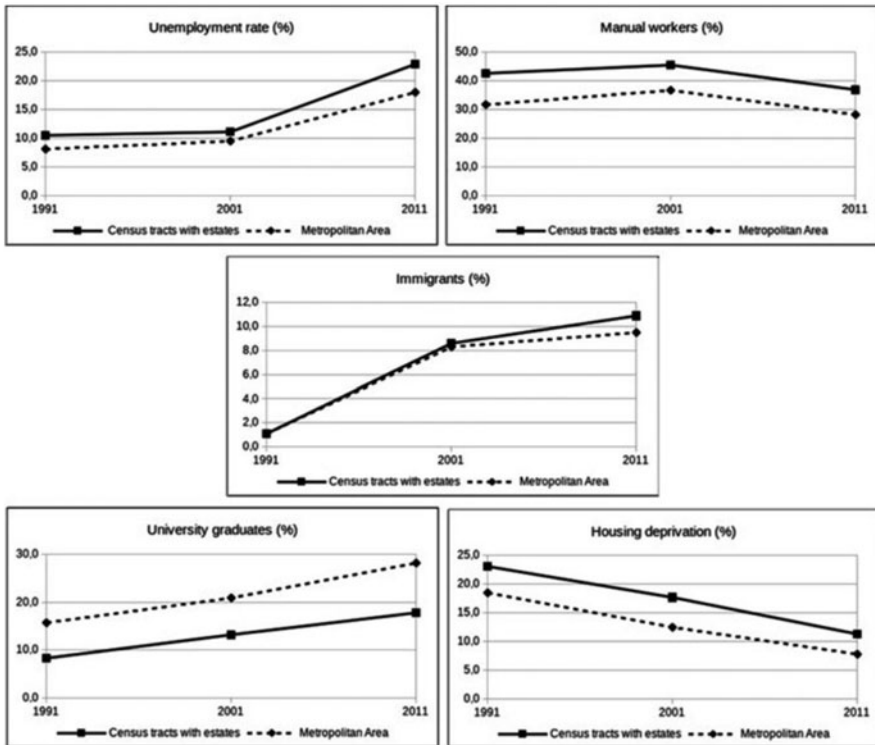 Unemployment rate (%)
25,0
20,0
15,0
10,0
5,0
0,0
1991 2001 2011
Census tracts with estates Metropolitan Area
Manual workers (%)
50,0
40,0
30,0
20,0
10,0
0,0
1991 2001 2011
Census tracts with estates Metropolitan Area
Immigrants (%)
12,0
10,0
8,0
6,0
4,0
2,0
0,0
1991 2001 2011
Census tracts with estates Metropolitan Area
University graduates (%)
30,0
20,0
10,0
0,0
1991 2001 2011
Census tracts with estates Metropolitan Area
Housing deprivation (%)
25,0
20,0
15,0
10,0
5,0
0,0
1991 2001 2011
Census tracts with estates Metropolitan Area